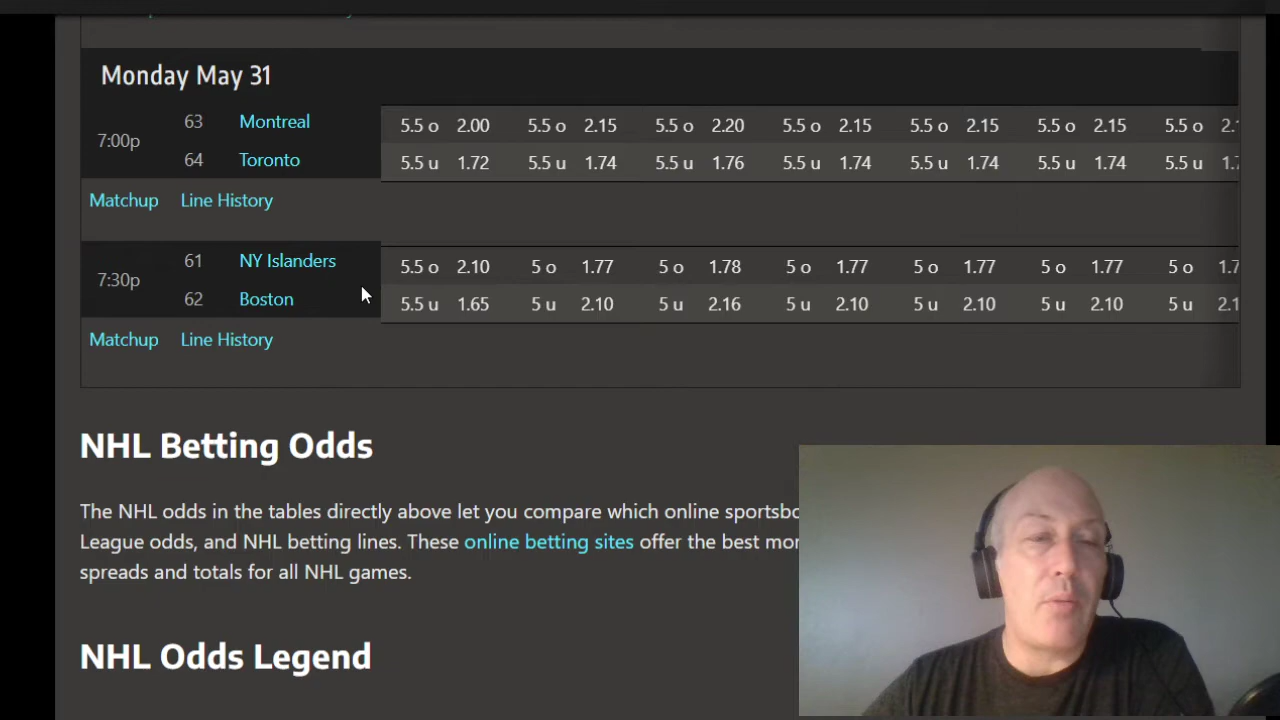 Monday May 31
7:00p 63 Montreal 5.5 o 2.00 5.5 o 2.15 5.5 o 2.20 5.5 o 2.15 5.5 o 2.15 5.5 o 2.15 5.5 o
64 Toronto 5.5 u 1.72 5.5 u 1.74 5.5 u 1.76 5.5 u 1.74 5.5 u 1.74 5.5 u 1.74 5.5 u
Matchup Line History
7:30p 61 NY Islanders 5.5 o 2.10 5 o 1.77 5 o 1.78 5 o 1.77 5 o 1.77 5 o 1.77 5 o
62 Boston 5.5 u 1.65 5 u 2.10 5 u 2.16 5 u 2.10 5 u 2.10 5 u 2.10 5 u
Matchup Line History
NHL Betting Odds
The NHL odds in the tables directly above let you compare which online
League odds, and NHL betting lines. These online betting sites offer the best
spreads and totals for all NHL games.
NHL Odds Legend